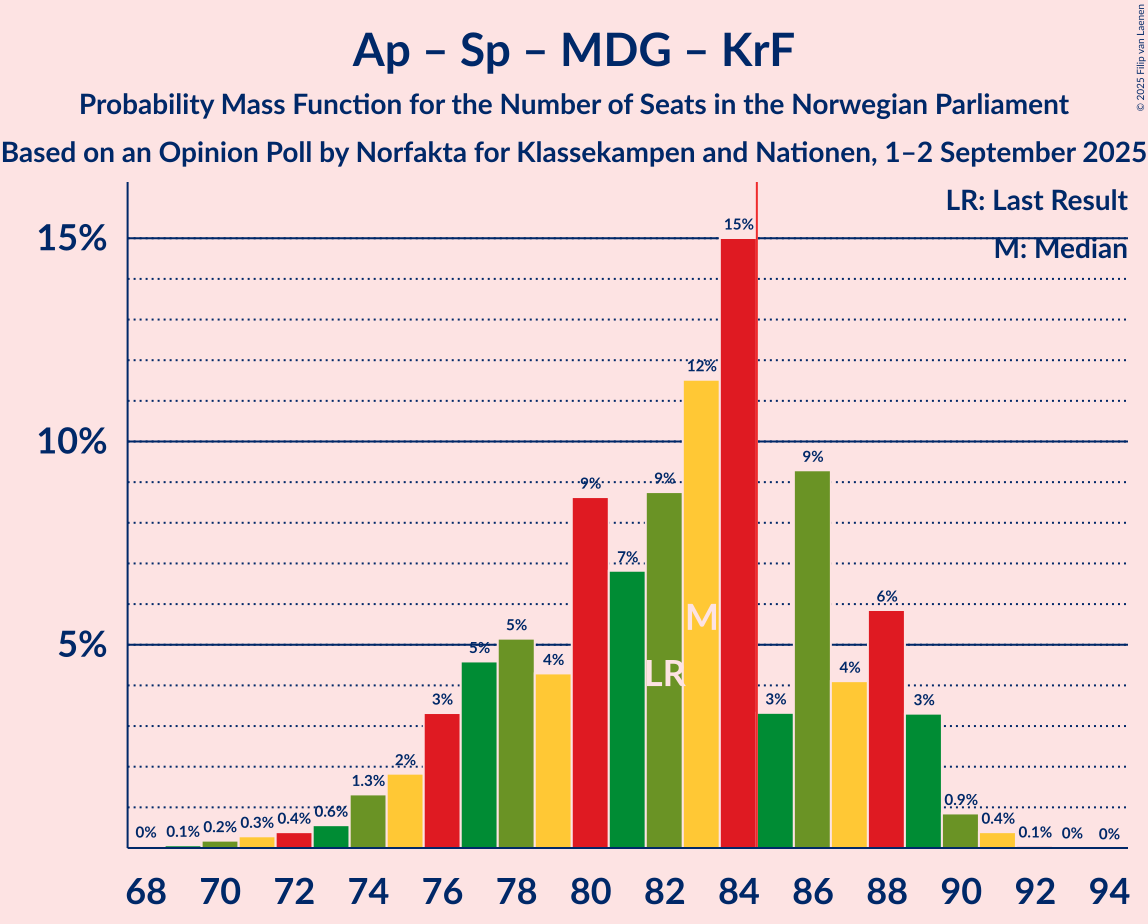 Ap – Sp – MDG – KrF
Probability Mass Function for the Number of Seats in the Norwegian Parliament
Based on an Opinion Poll by Norfakta for Klassekampen and Nationen, 1–2 September 2025
© 2025 Filip van Laenen
LR: Last Result
M: Median
15%
10%
5%
0% 0.1% 0.2% 0.3% 0.4% 0.6% 1.3% 2% 3% 5% 5% 4% 9% 7% 9% 12% 15% 3% 9% 4% 6% 3% 0.9% 0.4% 0.1% 0% 0%
M
LR
68 70 72 74 76 78 80 82 84 86 88 90 92 94